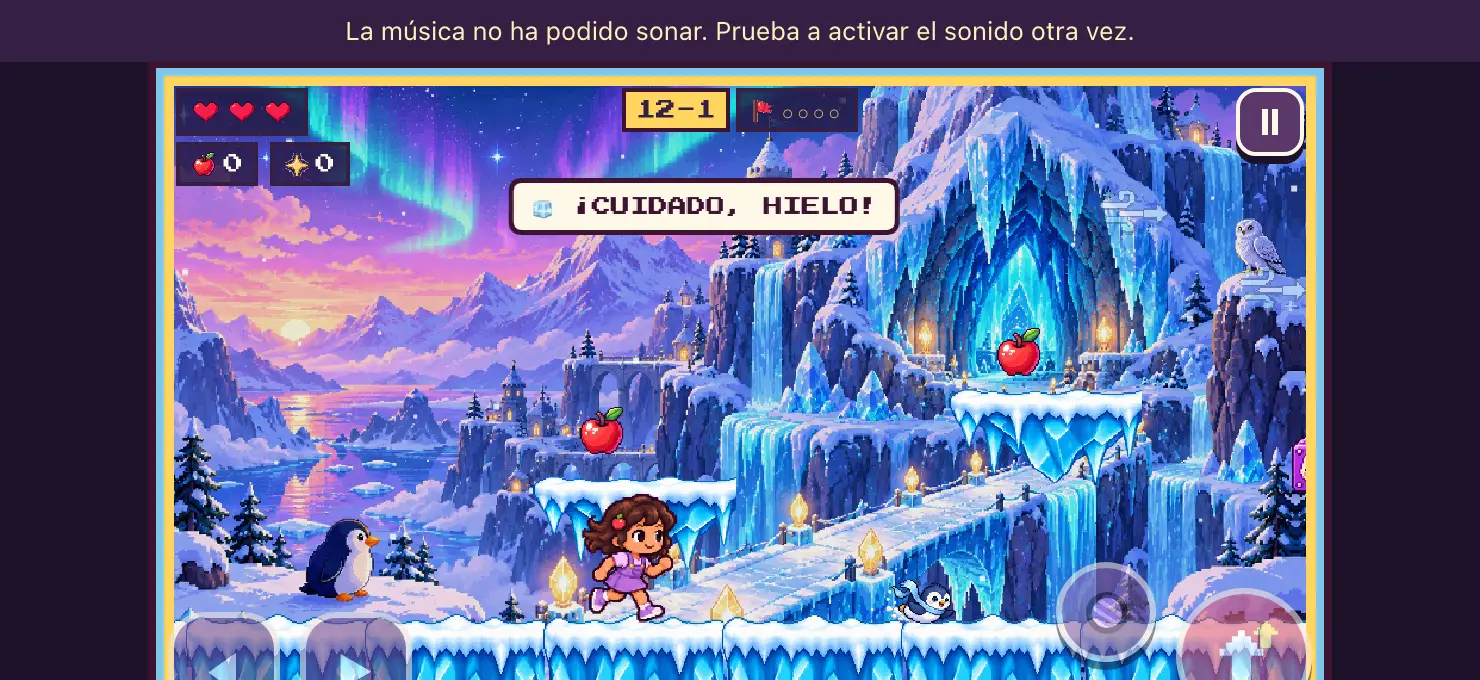 La música no ha podido sonar. Prueba a activar el sonido otra vez.
12-1
0
0
¡CUIDADO, HIELO!